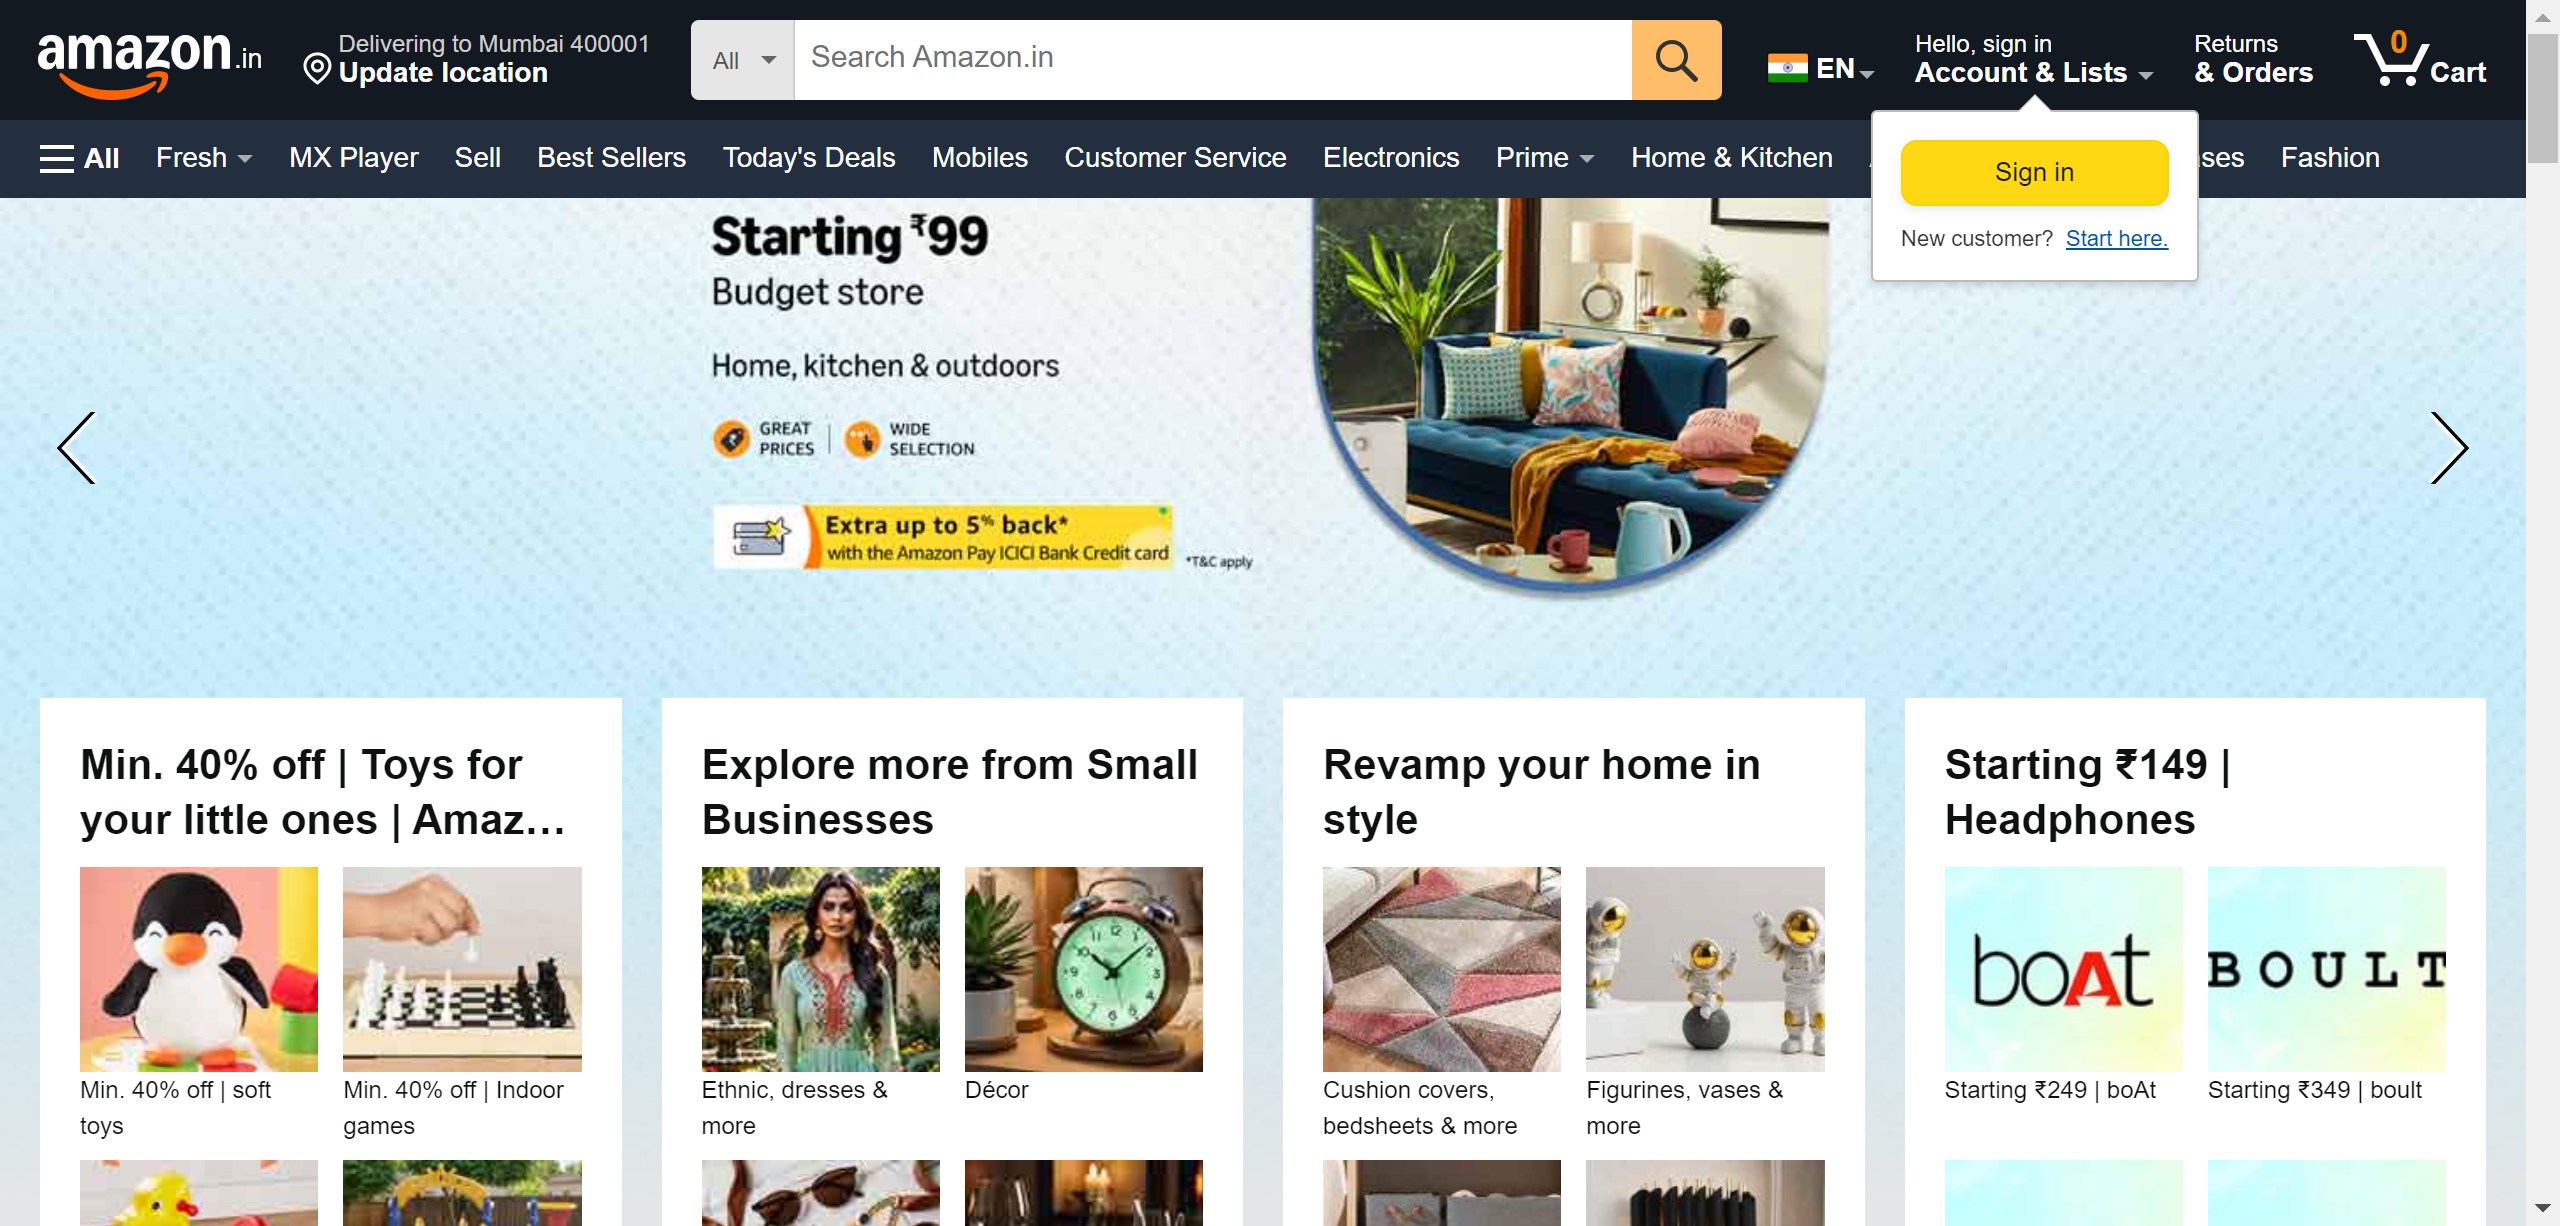 amazon.in
Delivering to Mumbai 400001
Update location
All
Search Amazon.in
EN
Hello, sign in
Account & Lists
Returns
& Orders
0
Cart
All
Fresh
MX Player
Sell
Best Sellers
Today's Deals
Mobiles
Customer Service
Electronics
Prime
Home & Kitchen
Fashion
Sign in
New customer? Start here.
Starting ₹99
Budget store
Home, kitchen & outdoors
GREAT PRICES
WIDE SELECTION
Extra up to 5% back*
with the Amazon Pay ICICI Bank Credit card
*T&C apply
Min. 40% off | Toys for
your little ones | Amaz…
Min. 40% off | soft
toys
Min. 40% off | Indoor
games
Explore more from Small
Businesses
Ethnic, dresses &
more
Décor
Revamp your home in
style
Cushion covers,
bedsheets & more
Figurines, vases &
more
Starting ₹149 |
Headphones
boAt
BOULT
Starting ₹249 | boAt
Starting ₹349 | boult